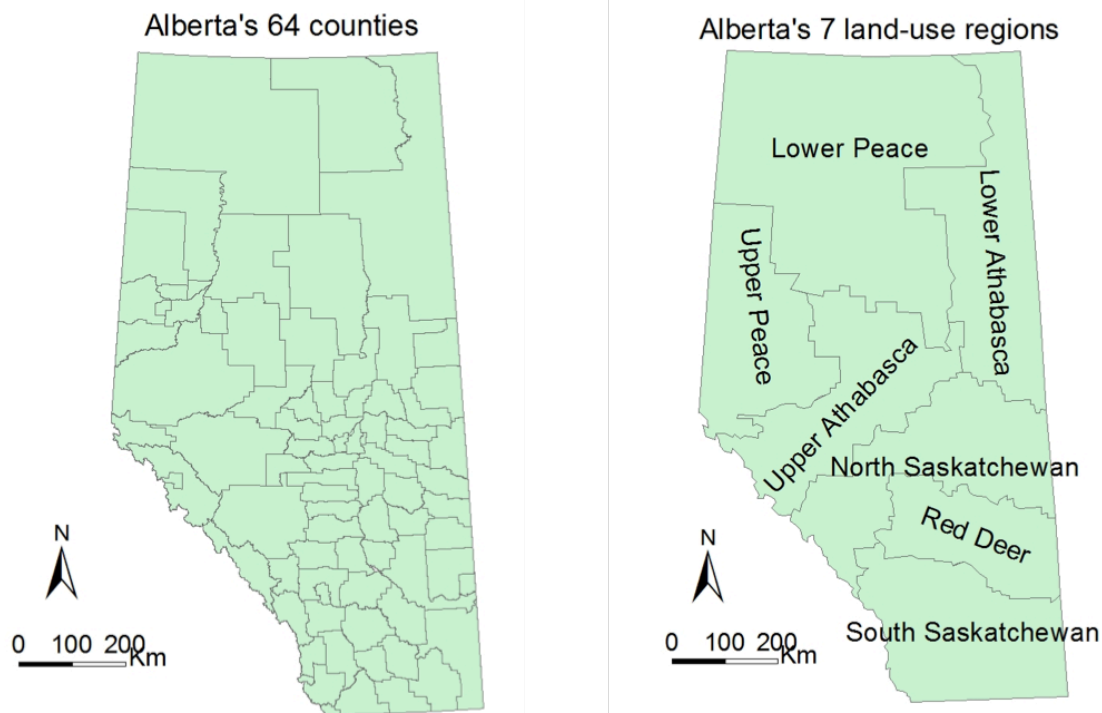 Alberta's 64 counties
N
0 100 200
Km
Alberta's 7 land-use regions
Lower Peace
Lower Athabasca
Upper Peace
Upper Athabasca
North Saskatchewan
Red Deer
South Saskatchewan
N
0 100 200
Km